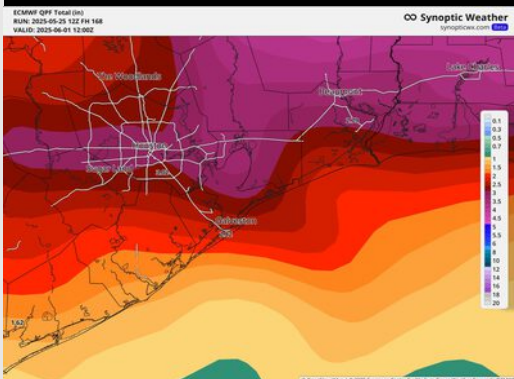 ECMWF QPF Total (in)
RUN: 2025-05-25 12Z FH 168
VALID: 2025-06-01 12:00Z
Synoptic Weather
synopticwx.com Beta
The Woodlands
Lake Charles
Beaumont
Houston
Sugar Land
Galveston
1.62
0.1
0.3
0.5
0.7
1
1.5
2
2.5
3
3.5
4
4.5
5
5.5
6
8
10
12
14
16
18
20